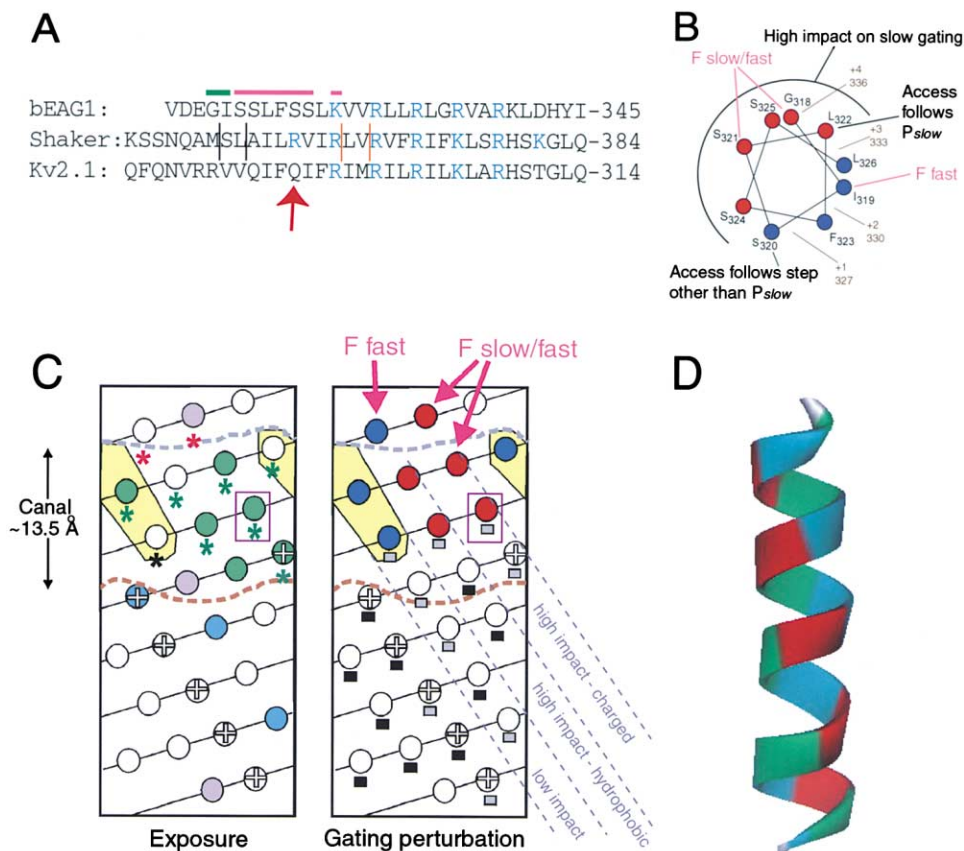 A
bEAG1: VDEGISSLFSSLKVVRLLRLGRVARKLDHYI-345
Shaker: KSSNQAMSLAILRVIRLVRVFRIFKLSRHSKGLQ-384
Kv2.1: QFQNVRRVVQIFQIFRIMRILRILKLARHSTGLQ-314
B
High impact on slow gating
F slow/fast
+4
336
S325
G318
L322
Access
follows
Pslow
S321
+3
333
L326
F fast
I319
S324
+2
330
S320
F323
+1
327
Access follows step
other than Pslow
C
F fast
F slow/fast
Canal
~13.5 Å
* * * * * * * * * *
high impact - charged
high impact - hydrophobic
low impact
Exposure
Gating perturbation
D